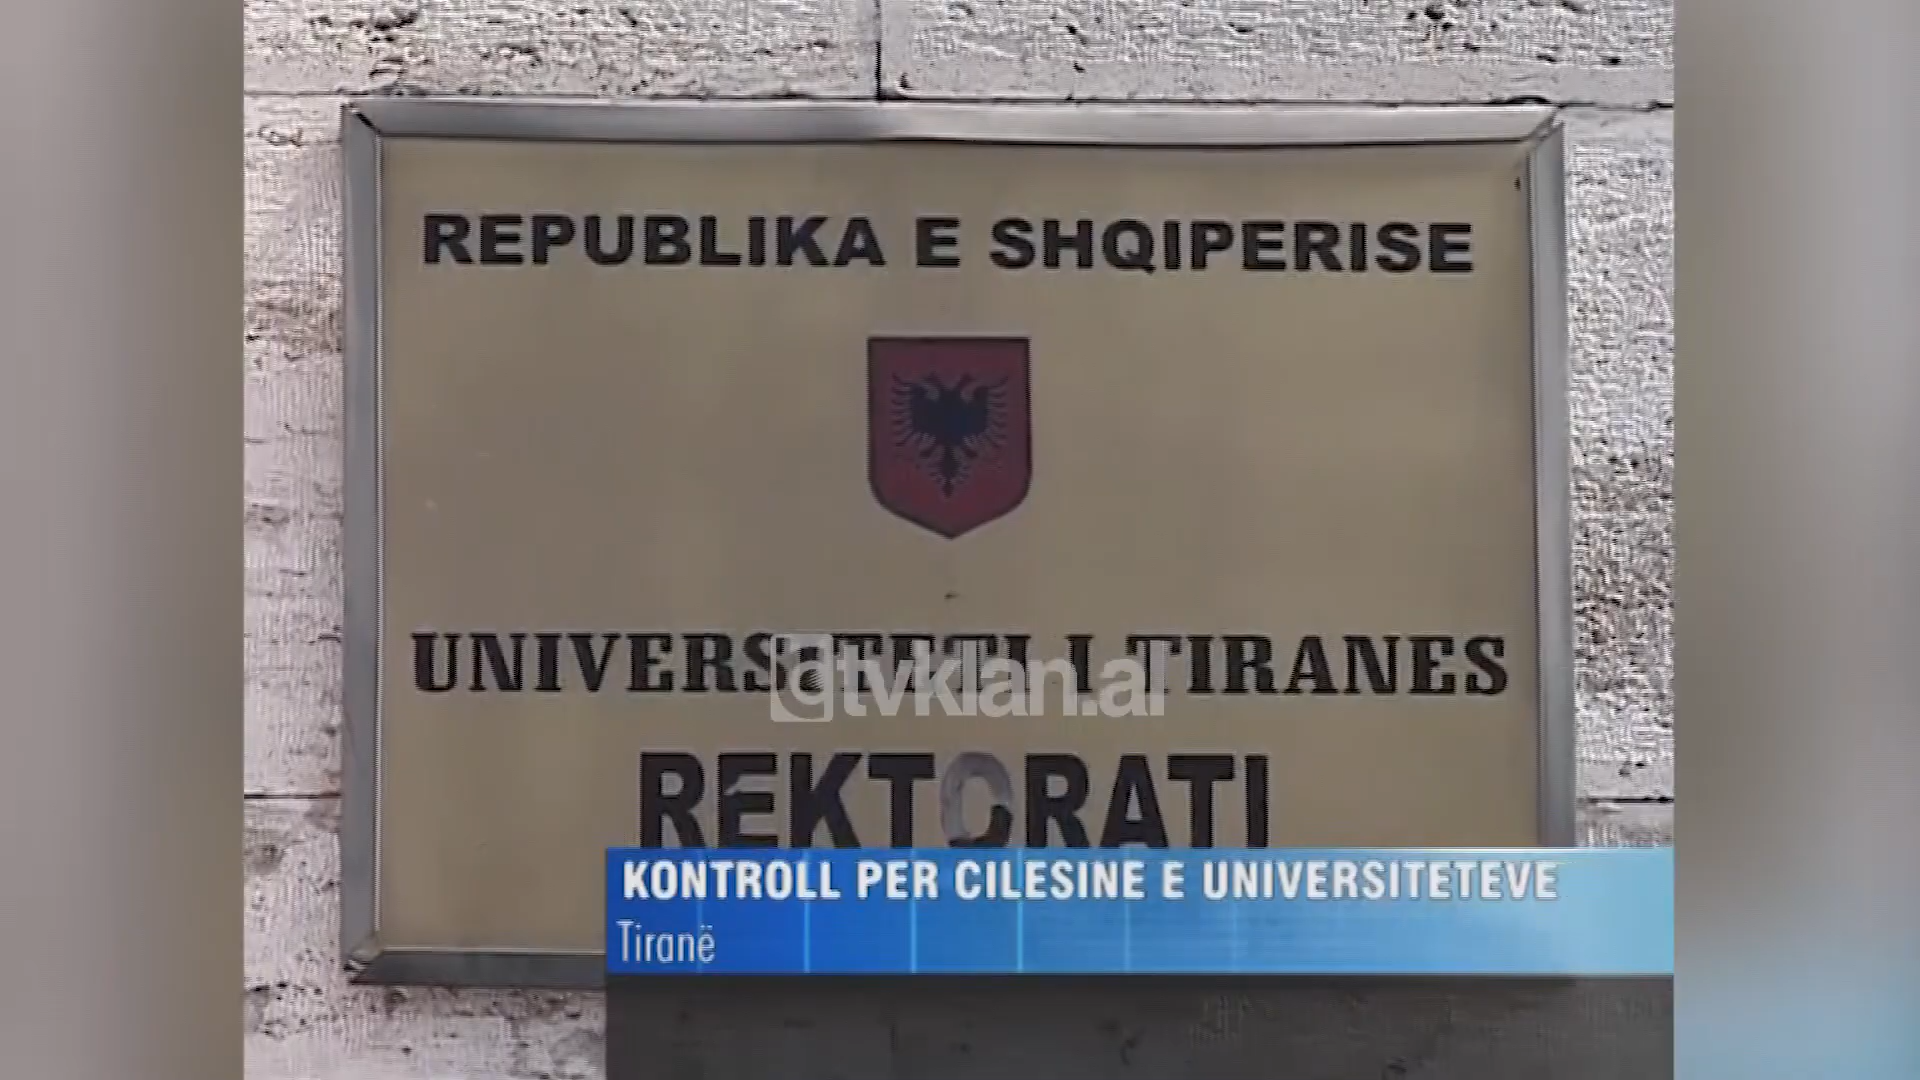 REPUBLIKA E SHQIPERISE
UNIVERSITETI I TIRANES
tvklan.al
REKTORATI
KONTROLL PER CILESINE E UNIVERSITETEVE
Tiranë